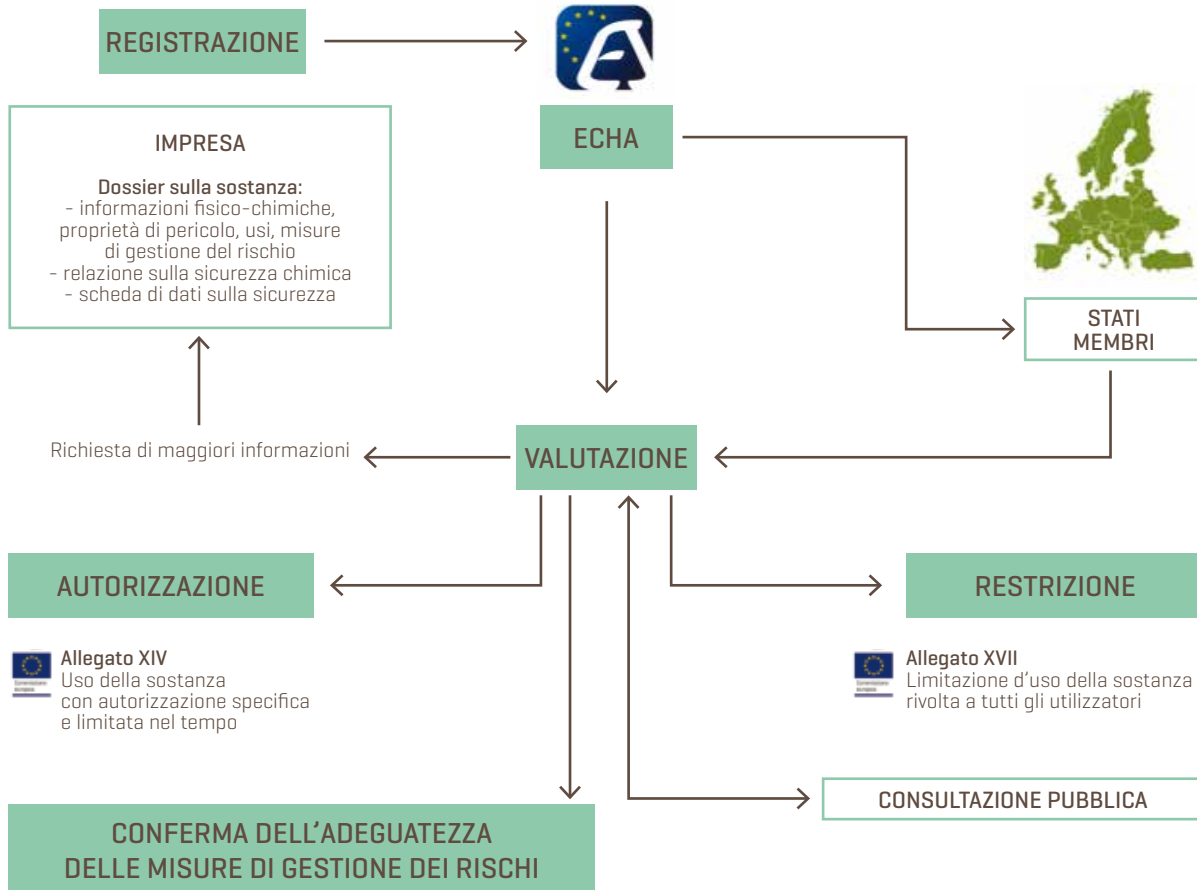 REGISTRAZIONE
ECHA
IMPRESA
Dossier sulla sostanza:
- informazioni fisico-chimiche,
proprietà di pericolo, usi, misure
di gestione del rischio
- relazione sulla sicurezza chimica
- scheda di dati sulla sicurezza
STATI
MEMBRI
Richiesta di maggiori informazioni
VALUTAZIONE
AUTORIZZAZIONE
RESTRIZIONE
Allegato XIV
Uso della sostanza
con autorizzazione specifica
e limitata nel tempo
Allegato XVII
Limitazione d'uso della sostanza
rivolta a tutti gli utilizzatori
CONSULTAZIONE PUBBLICA
CONFERMA DELL'ADEGUATEZZA
DELLE MISURE DI GESTIONE DEI RISCHI